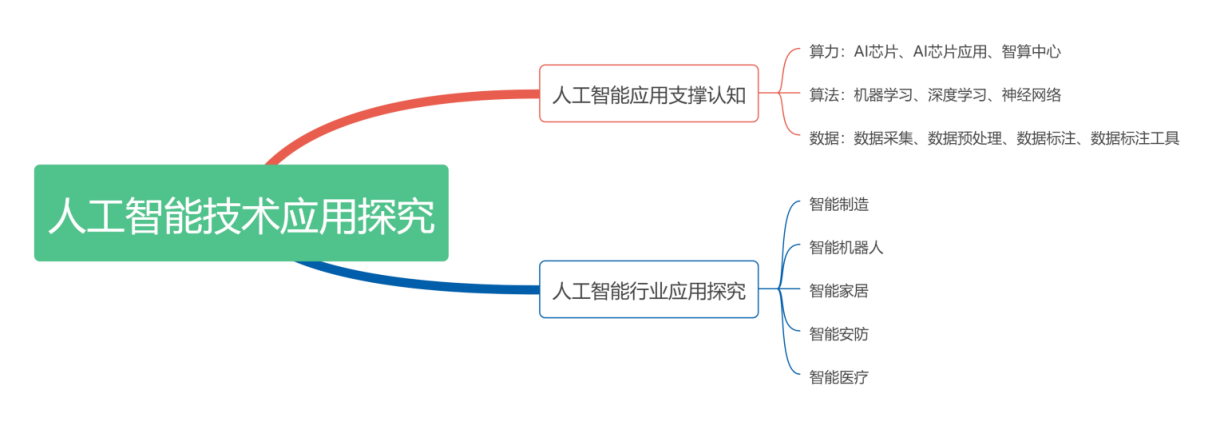 人工智能技术应用探究
人工智能应用支撑认知
算力：AI芯片、AI芯片应用、智算中心
算法：机器学习、深度学习、神经网络
数据：数据采集、数据预处理、数据标注、数据标注工具
人工智能行业应用探究
智能制造
智能机器人
智能家居
智能安防
智能医疗